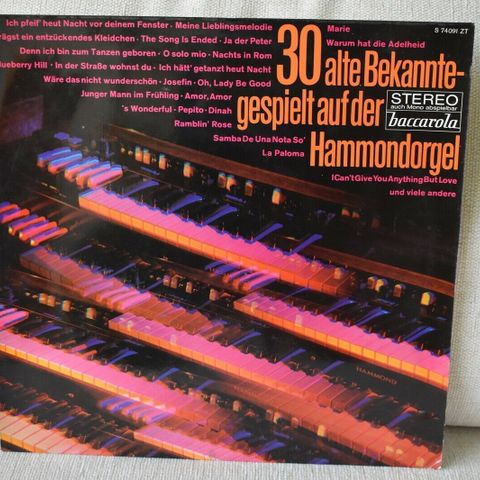 Ich pfeif' heut Nacht vor deinem Fenster · Meine Lieblingsmelodie
entzückendes Kleidchen · The Song Is Ended · Ja der Peter
Denn ich bin zum Tanzen geboren · O solo mio · Nachts in Rom
Hill · In der Straße wohnst du · Ich hätt' getanzt heut Nacht
Wäre das nicht wunderschön · Josefin · Oh, Lady Be Good
Junger Mann im Frühling · Amor, Amor
's Wonderful · Pepito · Dinah
Ramblin' Rose
Samba De Una Nota So'
La Paloma
Marie
Warum hat die Adelheid
S 74091 ZT
30 alte Bekannte-
gespielt auf der
Hammondorgel
STEREO
auch Mono abspielbar
baccarola
I Can't Give You Anything But Love
und viele andere
HAMMOND